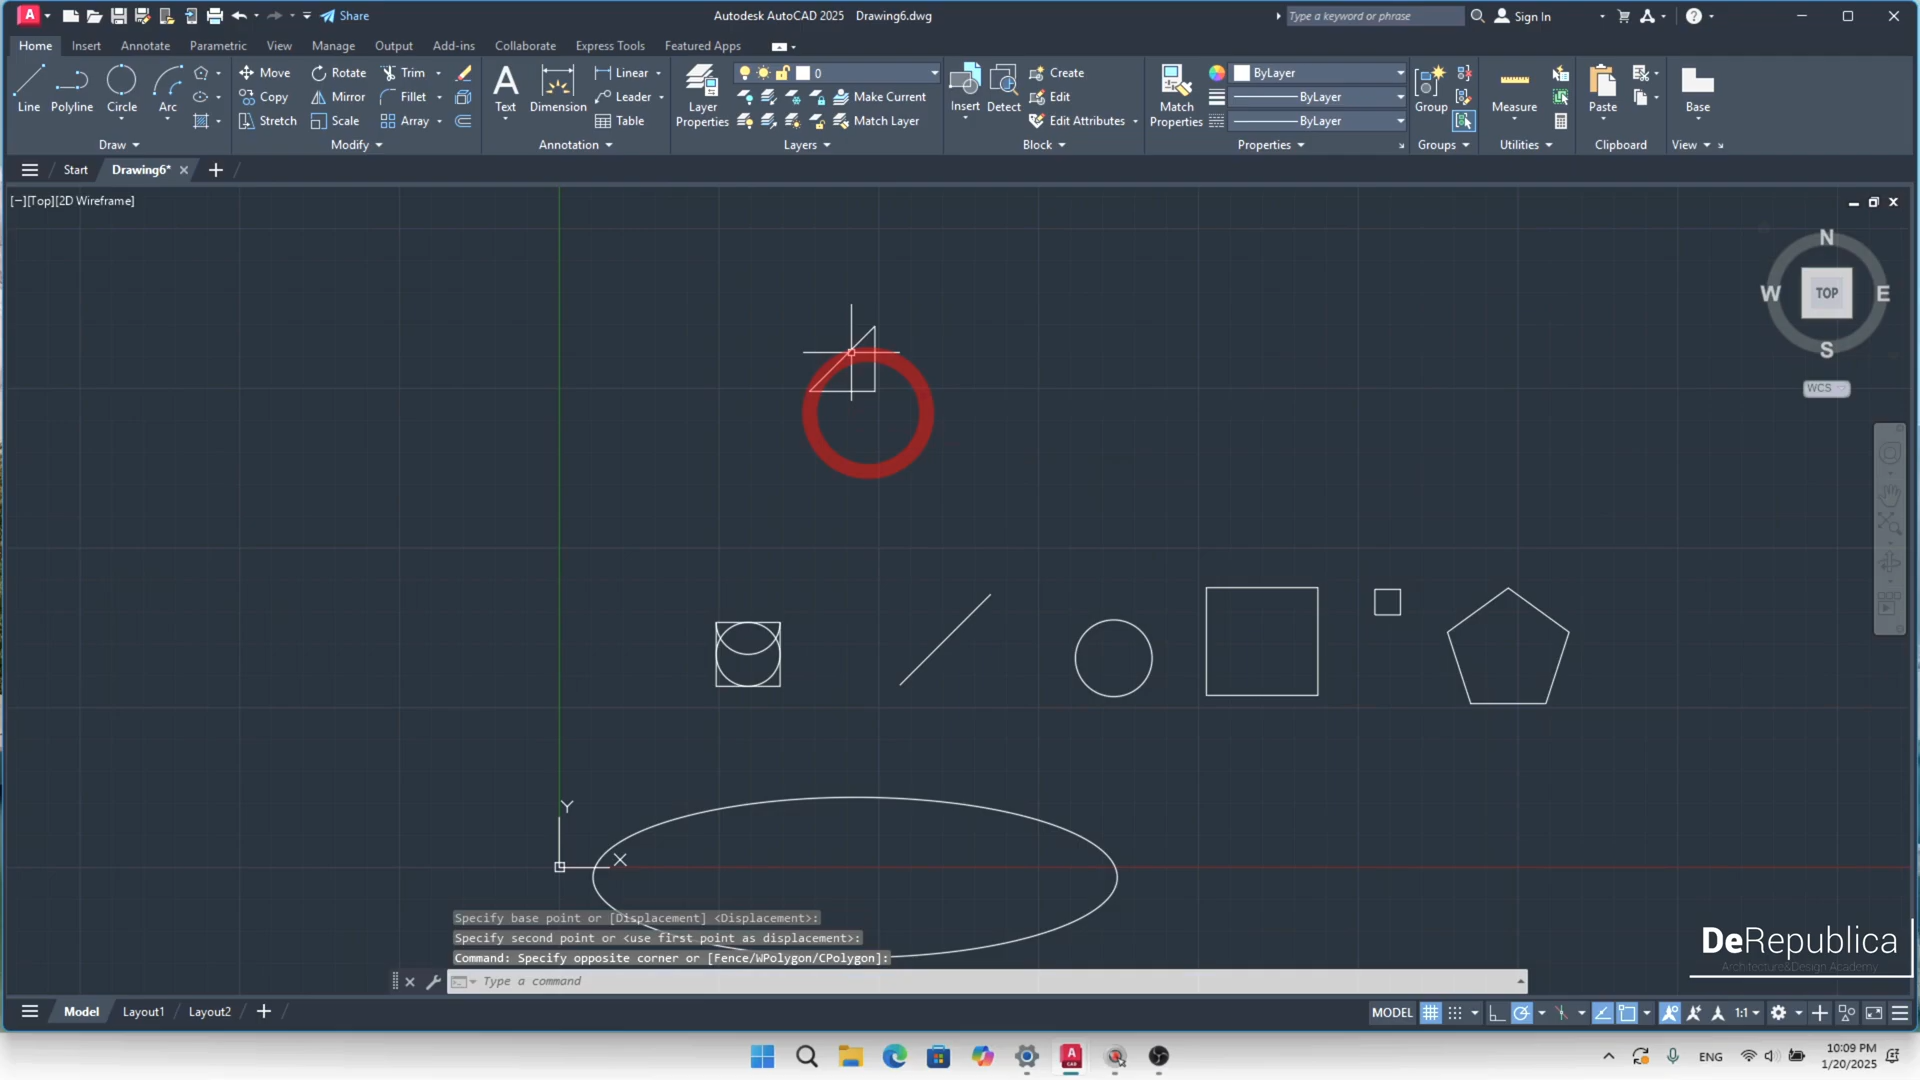 Share
Autodesk AutoCAD 2025 Drawing6.dwg
Type a keyword or phrase
Sign In
Home Insert Annotate Parametric View Manage Output Add-ins Collaborate Express Tools Featured Apps
Line Polyline Circle Arc
Draw
Move Rotate Trim
Copy Mirror Fillet
Stretch Scale Array
Modify
Text Dimension
Linear
Leader
Table
Annotation
Layer Properties
0
Make Current
Match Layer
Layers
Insert Detect
Create
Edit
Edit Attributes
Block
Match Properties
ByLayer
ByLayer
ByLayer
Properties
Group
Groups
Measure
Utilities
Paste
Clipboard
Base
View
Start Drawing6*
[−][Top][2D Wireframe]
N
W TOP E
S
WCS
Y
X
Specify base point or [Displacement] <Displacement>:
Specify second point or <use first point as displacement>:
Command: Specify opposite corner or [Fence/WPolygon/CPolygon]:
Type a command
DeRepublica
Architecture&Design Academy
Model Layout1 Layout2
MODEL
1:1
ENG
10:09 PM
1/20/2025